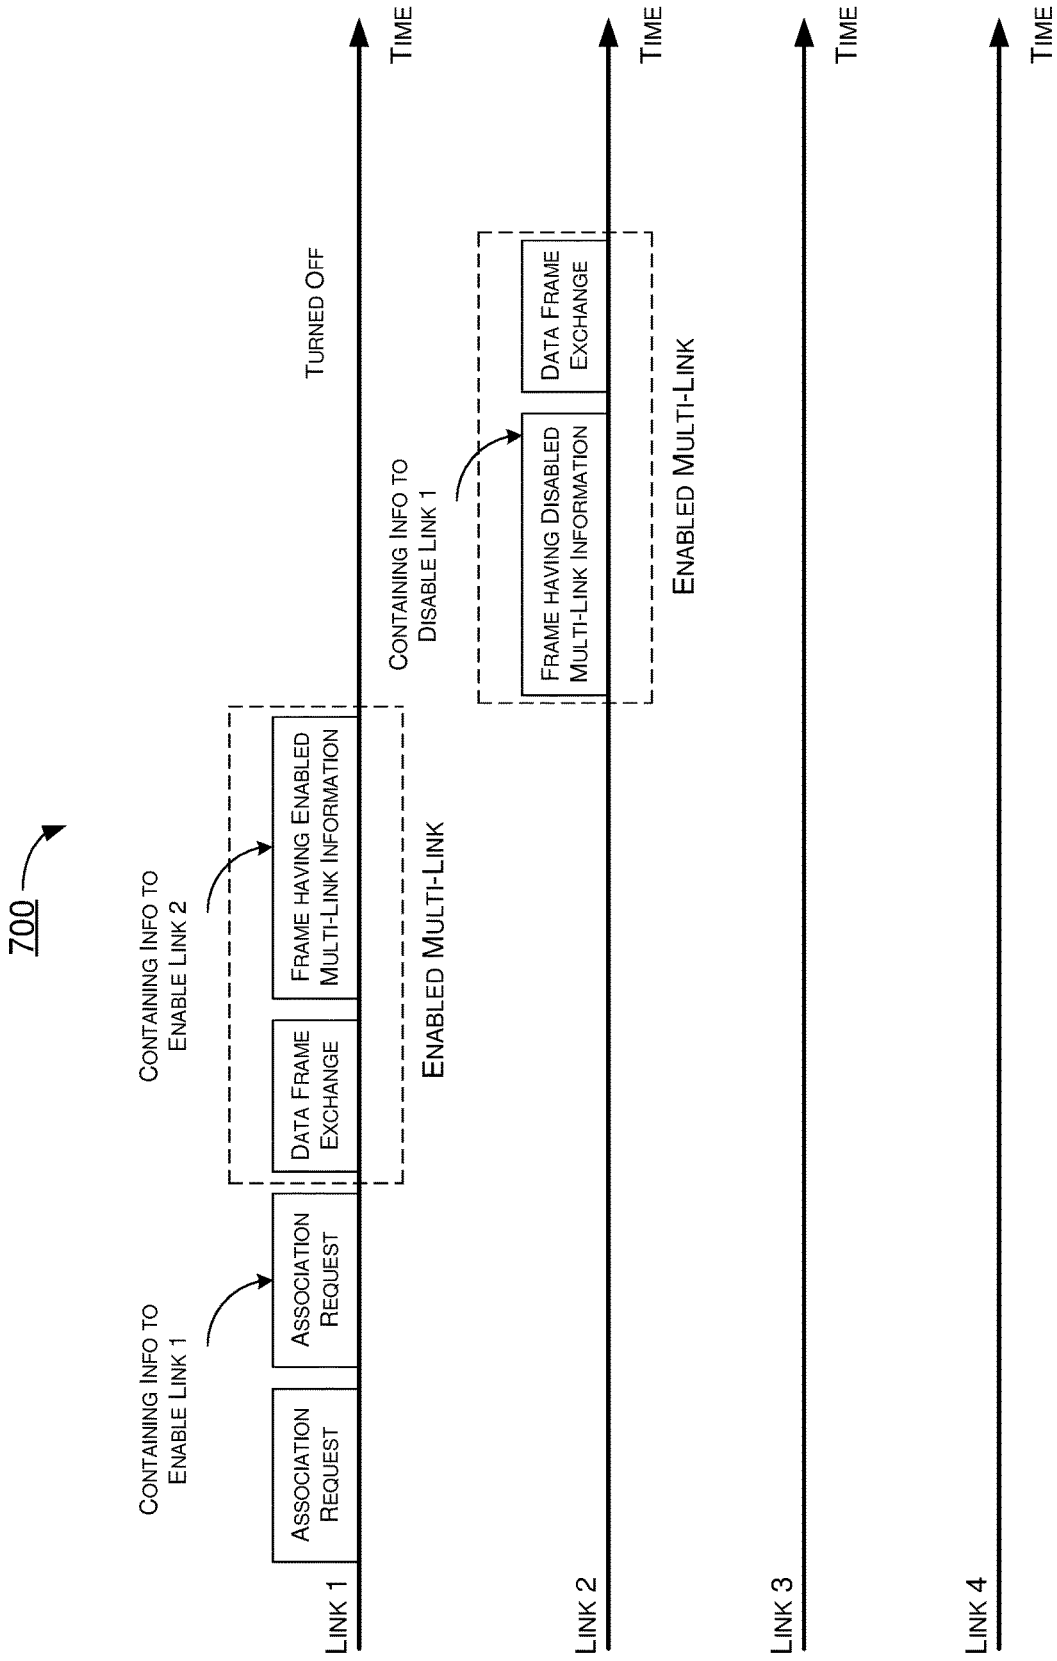 700
CONTAINING INFO TO
ENABLE LINK 1
CONTAINING INFO TO
ENABLE LINK 2
TURNED OFF
ASSOCIATION
REQUEST
ASSOCIATION
REQUEST
DATA FRAME
EXCHANGE
FRAME HAVING ENABLED
MULTI-LINK INFORMATION
LINK 1
TIME
ENABLED MULTI-LINK
CONTAINING INFO TO
DISABLE LINK 1
FRAME HAVING DISABLED
MULTI-LINK INFORMATION
DATA FRAME
EXCHANGE
LINK 2
TIME
ENABLED MULTI-LINK
LINK 3
TIME
LINK 4
TIME